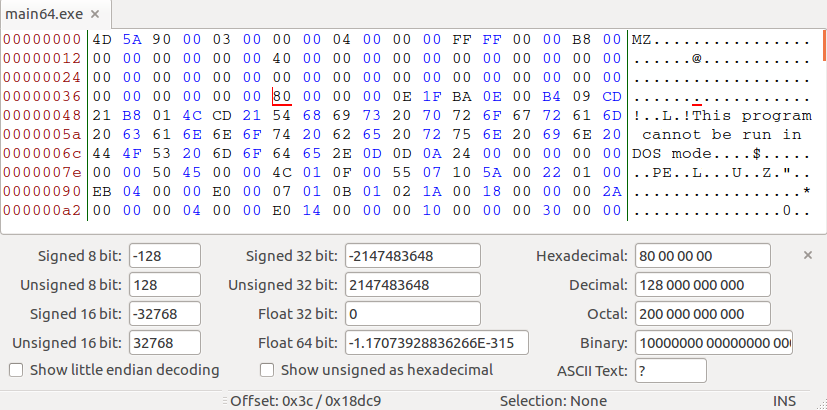 main64.exe ×
00000000 4D 5A 90 00 03 00 00 00 04 00 00 00 FF FF 00 00 B8 00 MZ................
00000012 00 00 00 00 00 00 40 00 00 00 00 00 00 00 00 00 00 00 ......@...........
00000024 00 00 00 00 00 00 00 00 00 00 00 00 00 00 00 00 00 00 ..................
00000036 00 00 00 00 00 00 80 00 00 00 0E 1F BA 0E 00 B4 09 CD ..................
00000048 21 B8 01 4C CD 21 54 68 69 73 20 70 72 6F 67 72 61 6D !..L.!This program
0000005a 20 63 61 6E 6E 6F 74 20 62 65 20 72 75 6E 20 69 6E 20 cannot be run in
0000006c 44 4F 53 20 6D 6F 64 65 2E 0D 0D 0A 24 00 00 00 00 00 DOS mode....$.....
0000007e 00 00 50 45 00 00 4C 01 0F 00 55 07 10 5A 00 22 01 00 ..PE..L...U..Z."..
00000090 EB 04 00 00 E0 00 07 01 0B 01 02 1A 00 18 00 00 00 2A .................*
000000a2 00 00 00 04 00 00 E0 14 00 00 00 10 00 00 00 30 00 00 ...............0..
Signed 8 bit: -128 Signed 32 bit: -2147483648 Hexadecimal: 80 00 00 00 ×
Unsigned 8 bit: 128 Unsigned 32 bit: 2147483648 Decimal: 128 000 000 000
Signed 16 bit: -32768 Float 32 bit: 0 Octal: 200 000 000 000
Unsigned 16 bit: 32768 Float 64 bit: -1.17073928836266E-315 Binary: 10000000 00000000 00
Show little endian decoding Show unsigned as hexadecimal ASCII Text: ?
Offset: 0x3c / 0x18dc9 Selection: None INS